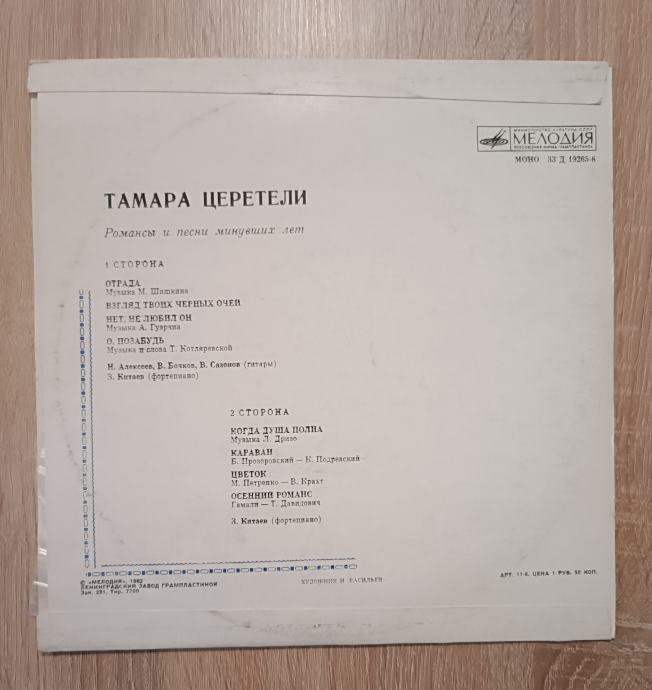 МИНИСТЕРСТВО КУЛЬТУРЫ СССР
МЕЛОДИЯ
ВСЕСОЮЗНАЯ ФИРМА ГРАМПЛАСТИНОК
МОНО 33 Д 19265-6
ТАМАРА ЦЕРЕТЕЛИ
Романсы и песни минувших лет
1 СТОРОНА
ОТРАДА
Музыка М. Шишкина
ВЗГЛЯД ТВОИХ ЧЕРНЫХ ОЧЕЙ
НЕТ, НЕ ЛЮБИЛ ОН
Музыка А. Гуэрчиа
О, ПОЗАБУДЬ
Музыка и слова Т. Котляревской
Н. Алексеев, В. Бочков, В. Сазонов (гитары)
З. Китаев (фортепиано)
2 СТОРОНА
КОГДА ДУША ПОЛНА
Музыка Л. Дризо
КАРАВАН
Б. Прозоровский — К. Подревский
ЦВЕТОК
М. Петренко — В. Крахт
ОСЕННИЙ РОМАНС
Гамали — Т. Давидович
З. Китаев (фортепиано)
© «МЕЛОДИЯ», 1982
ЛЕНИНГРАДСКИЙ ЗАВОД ГРАМПЛАСТИНОК
Зак. 291. Тир. 7700
ХУДОЖНИК Н ВАСИЛЬЕВ
АРТ. 11-6. ЦЕНА 1 РУБ. 90 КОП.